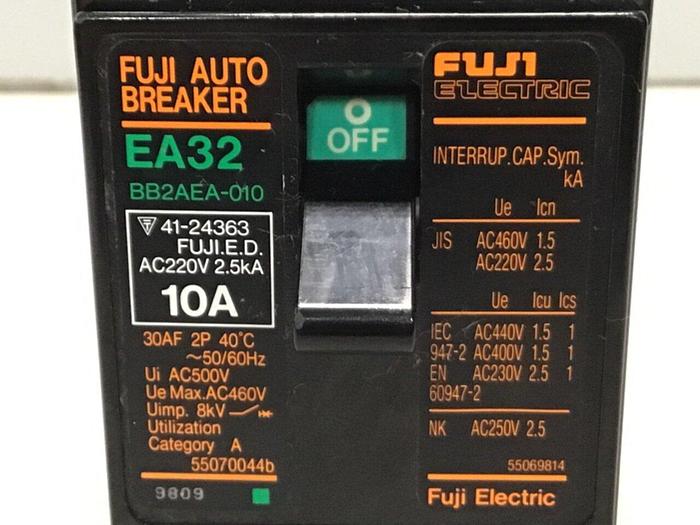 FUJI AUTO
BREAKER
EA32
BB2AEA-010
41-24363
FUJI.E.D.
AC220V 2.5kA
10A
30AF 2P 40°C
~50/60Hz
Ui AC500V
Ue Max.AC460V
Uimp. 8kV
Utilization
Category A
55070044b
9809
OFF
FUJI
ELECTRIC
INTERRUP.CAP.Sym.
kA
Ue Icn
JIS AC460V 1.5
AC220V 2.5
Ue Icu Ics
IEC AC440V 1.5 1
947-2 AC400V 1.5 1
EN AC230V 2.5 1
60947-2
NK AC250V 2.5
55069814
Fuji Electric